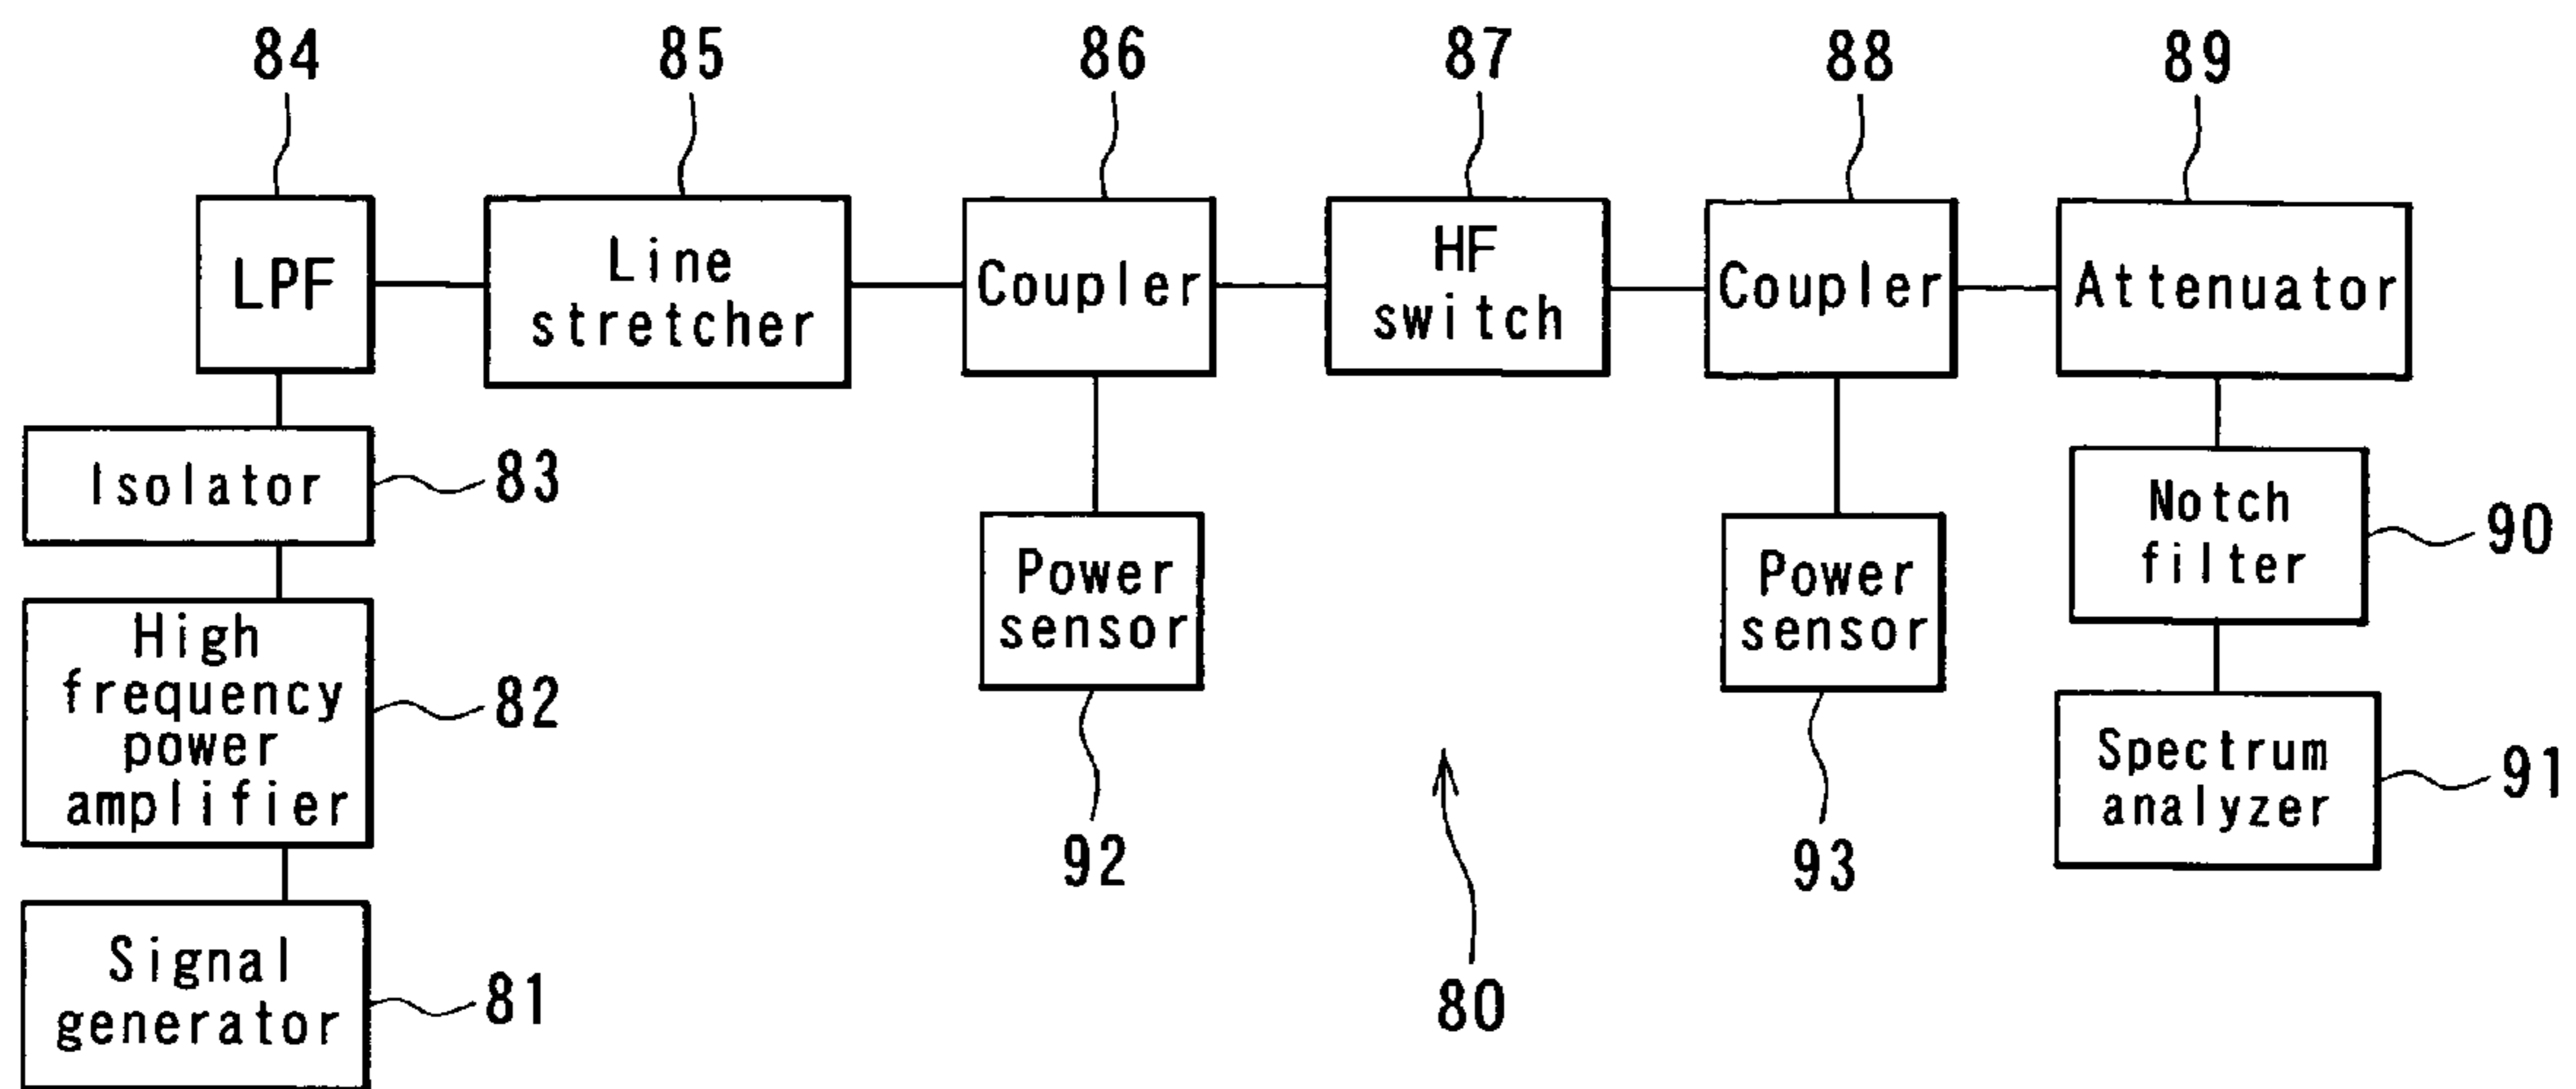 84
85
86
87
88
89
LPF
Line
stretcher
Coupler
HF
switch
Coupler
Attenuator
Isolator
83
Notch
filter
90
Power
sensor
Power
sensor
High
frequency
power
amplifier
82
Spectrum
analyzer
91
92
93
Signal
generator
81
80